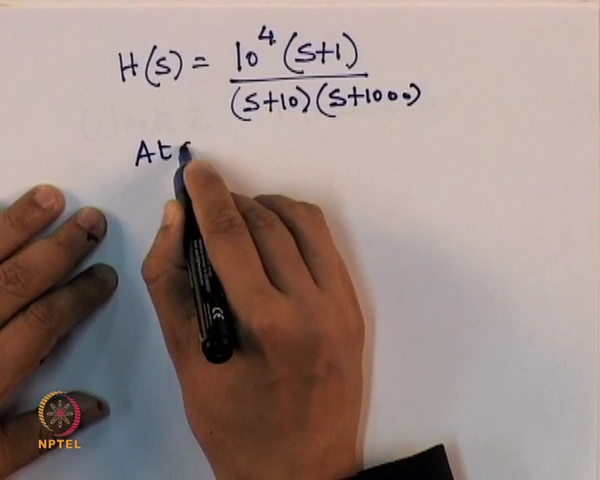 H(s) = 10^4 (s+1) / (s+10)(s+1000)
At
NPTEL